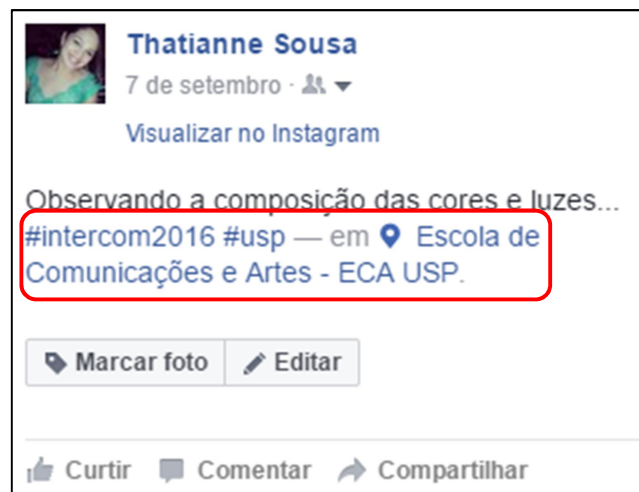 Thatianne Sousa
7 de setembro ·
Visualizar no Instagram
Observando a composição das cores e luzes...
#intercom2016 #usp — em Escola de
Comunicações e Artes - ECA USP.
Marcar foto Editar
Curtir Comentar Compartilhar